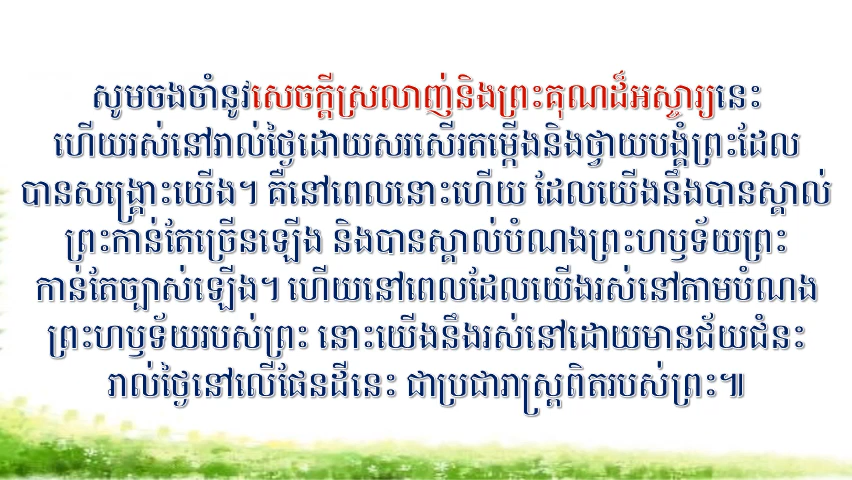 សូមចងចាំនូវសេចក្ដីស្រលាញ់និងព្រះគុណដ៏អស្ចារ្យនេះ
ហើយរស់នៅរាល់ថ្ងៃដោយសរសើរតម្កើងនិងថ្វាយបង្គំព្រះដែល
បានសង្គ្រោះយើង។ គឺនៅពេលនោះហើយ ដែលយើងនឹងបានស្គាល់
ព្រះកាន់តែច្រើនឡើង និងបានស្គាល់បំណងព្រះហឫទ័យព្រះ
កាន់តែច្បាស់ឡើង។ ហើយនៅពេលដែលយើងរស់នៅតាមបំណង
ព្រះហឫទ័យរបស់ព្រះ នោះយើងនឹងរស់នៅដោយមានជ័យជំនះ
រាល់ថ្ងៃនៅលើផែនដីនេះ ជាប្រជារាស្ត្រពិតរបស់ព្រះ៕